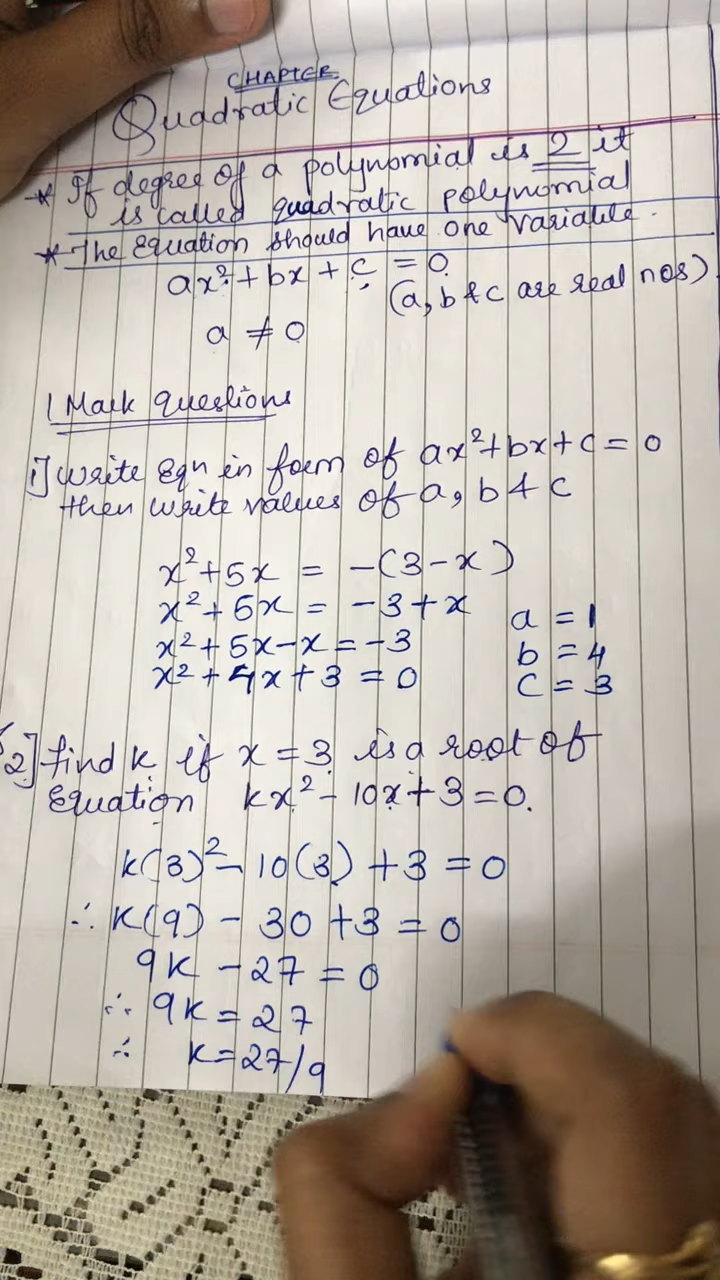 CHAPTER
Quadratic Equations
* If degree of a polynomial is 2 it
is called quadratic polynomial
* The Equation should have one variable.
ax²+bx+c=0
(a, b & c are real nos)
a ≠ 0
1 Mark questions
1] Write Eqn in form of ax²+bx+c=0
then write values of a, b & c
x²+5x = -(3-x)
x²+5x = -3+x
x²+5x-x=-3
x²+4x+3=0
a = 1
b = 4
c = 3
2] find k if x=3 is a root of
Equation kx²-10x+3=0.
k(3)²-10(3)+3=0
∴ k(9)-30+3=0
9k-27=0
∴ 9k=27
∴ k=27/9